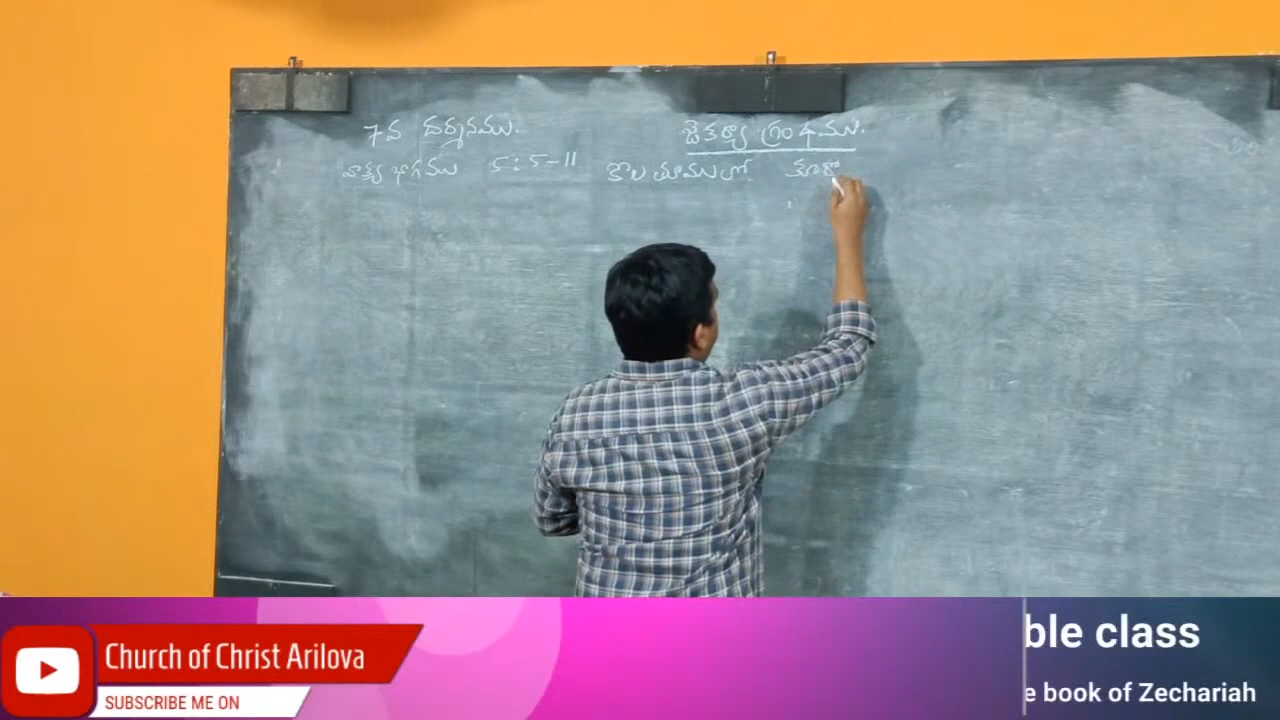 7వ దర్శనము. జెకర్యా గ్రంథము.
వాక్య భాగము 5:5-11 కొల తూములో కూర్చొ
ble class
Church of Christ Arilova
SUBSCRIBE ME ON
e book of Zechariah